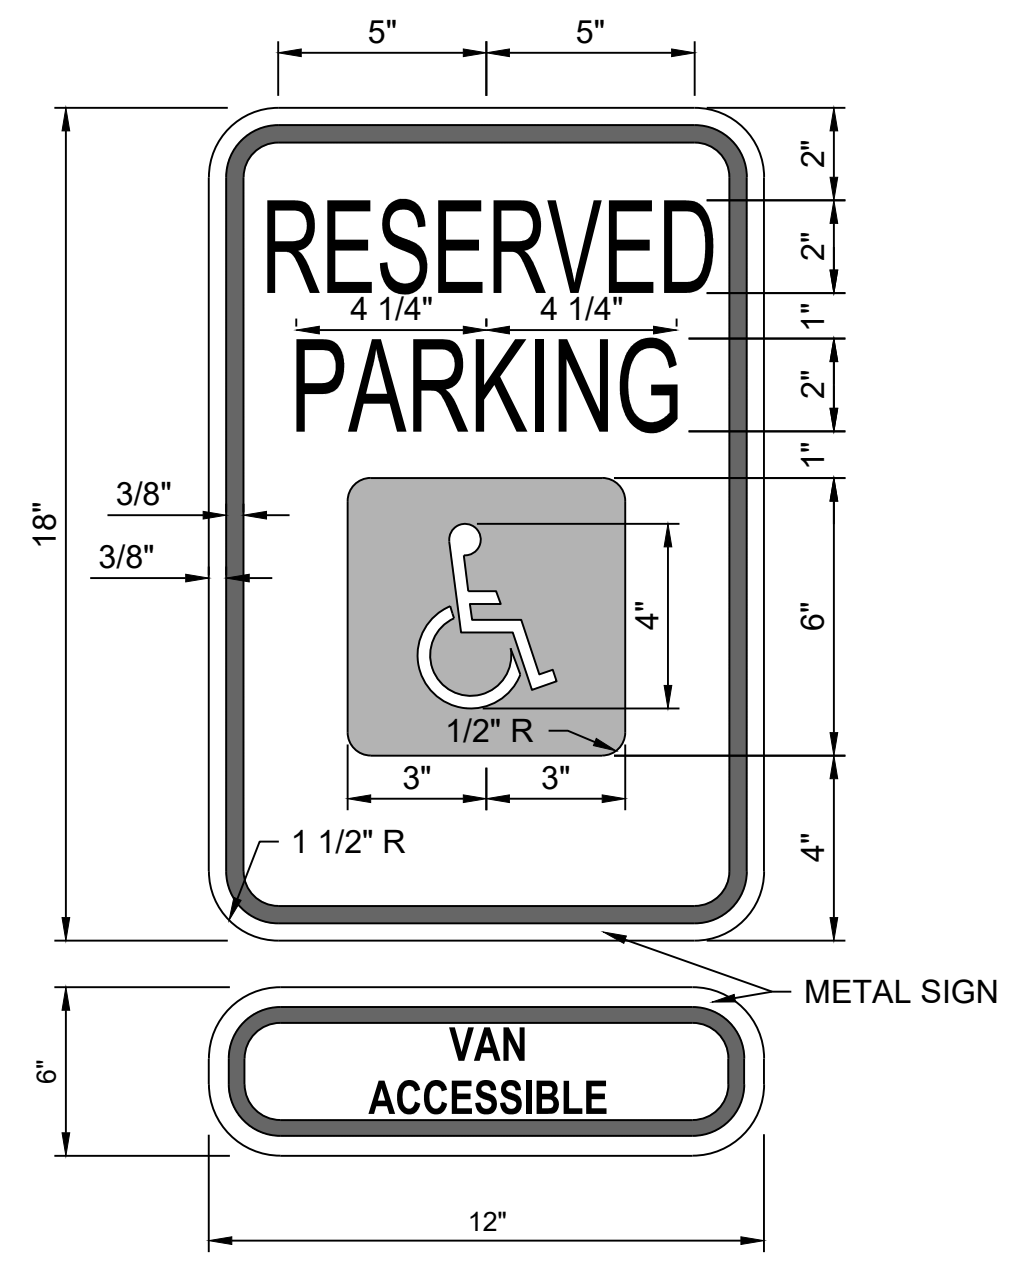 5" 5"
2"
RESERVED
2"
4 1/4" 4 1/4"
1"
PARKING
2"
1"
3/8"
18"
3/8"
4"
6"
1/2" R
3" 3"
1 1/2" R
4"
METAL SIGN
VAN
6"
ACCESSIBLE
12"